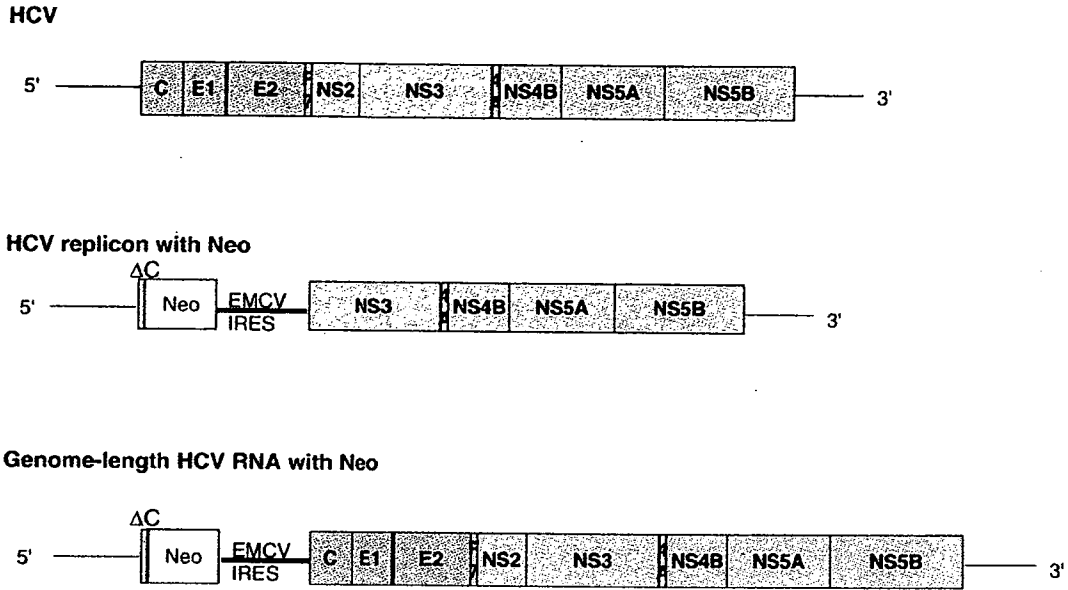 HCV
5' C E1 E2 NS2 NS3 NS4B NS5A NS5B 3'
HCV replicon with Neo
ΔC
5' Neo EMCV NS3 NS4B NS5A NS5B 3'
IRES
Genome-length HCV RNA with Neo
ΔC
5' Neo EMCV C E1 E2 NS2 NS3 NS4B NS5A NS5B 3'
IRES